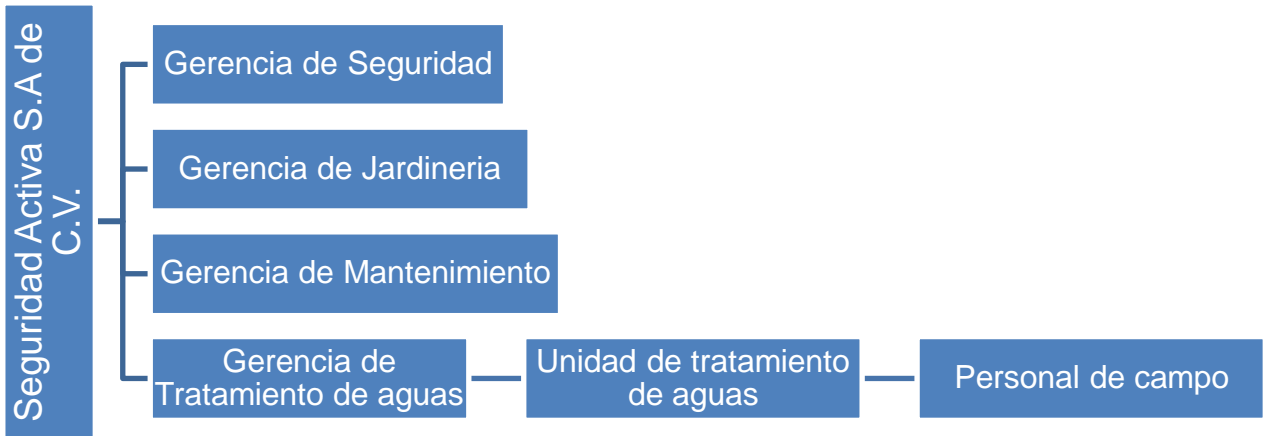 Seguridad Activa S.A de
C.V.
Gerencia de Seguridad
Gerencia de Jardineria
Gerencia de Mantenimiento
Gerencia de
Tratamiento de aguas
Unidad de tratamiento
de aguas
Personal de campo